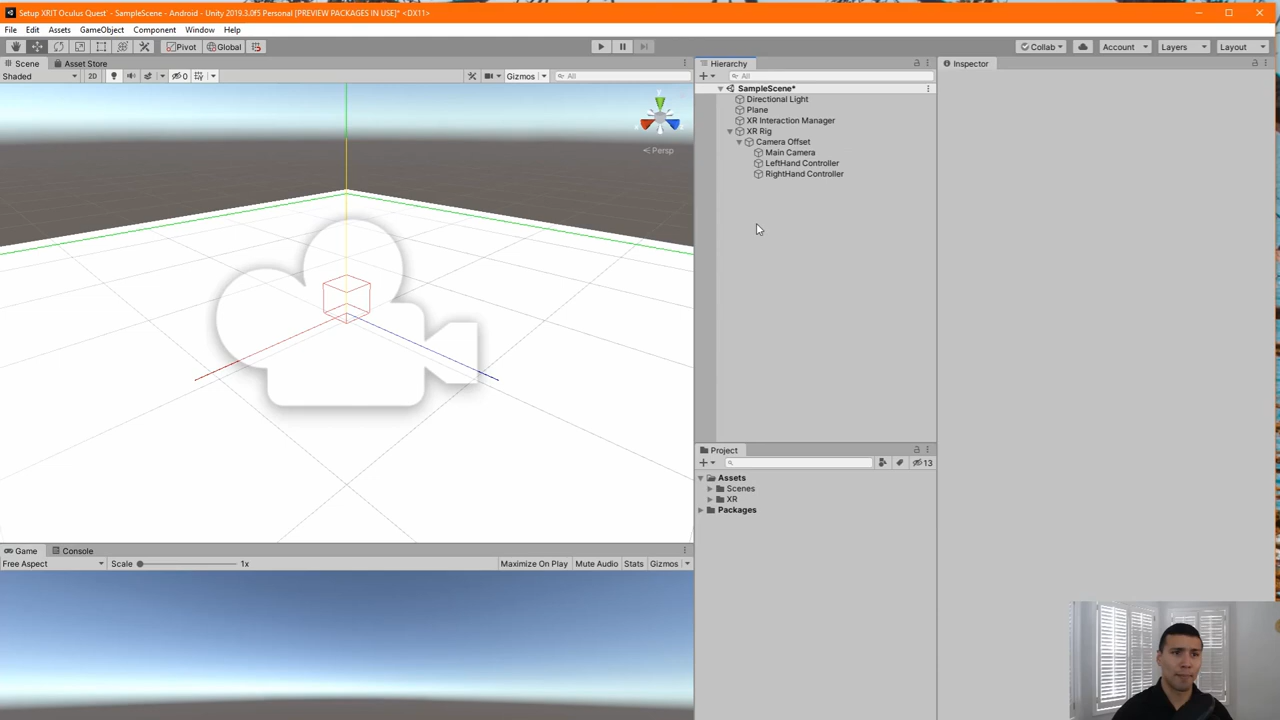 Setup XRIT Oculus Quest' - SampleScene - Android - Unity 2019.3.0f5 Personal [PREVIEW PACKAGES IN USE]* <DX11>
File Edit Assets GameObject Component Window Help
Pivot Global Collab Account Layers Layout
Scene Asset Store Hierarchy Inspector
Shaded 2D 0 Gizmos All All
SampleScene*
Directional Light
Plane
XR Interaction Manager
XR Rig
Camera Offset
Main Camera
LeftHand Controller
RightHand Controller
Persp
Project
13
Assets
Scenes
XR
Packages
Game Console
Free Aspect Scale 1x Maximize On Play Mute Audio Stats Gizmos